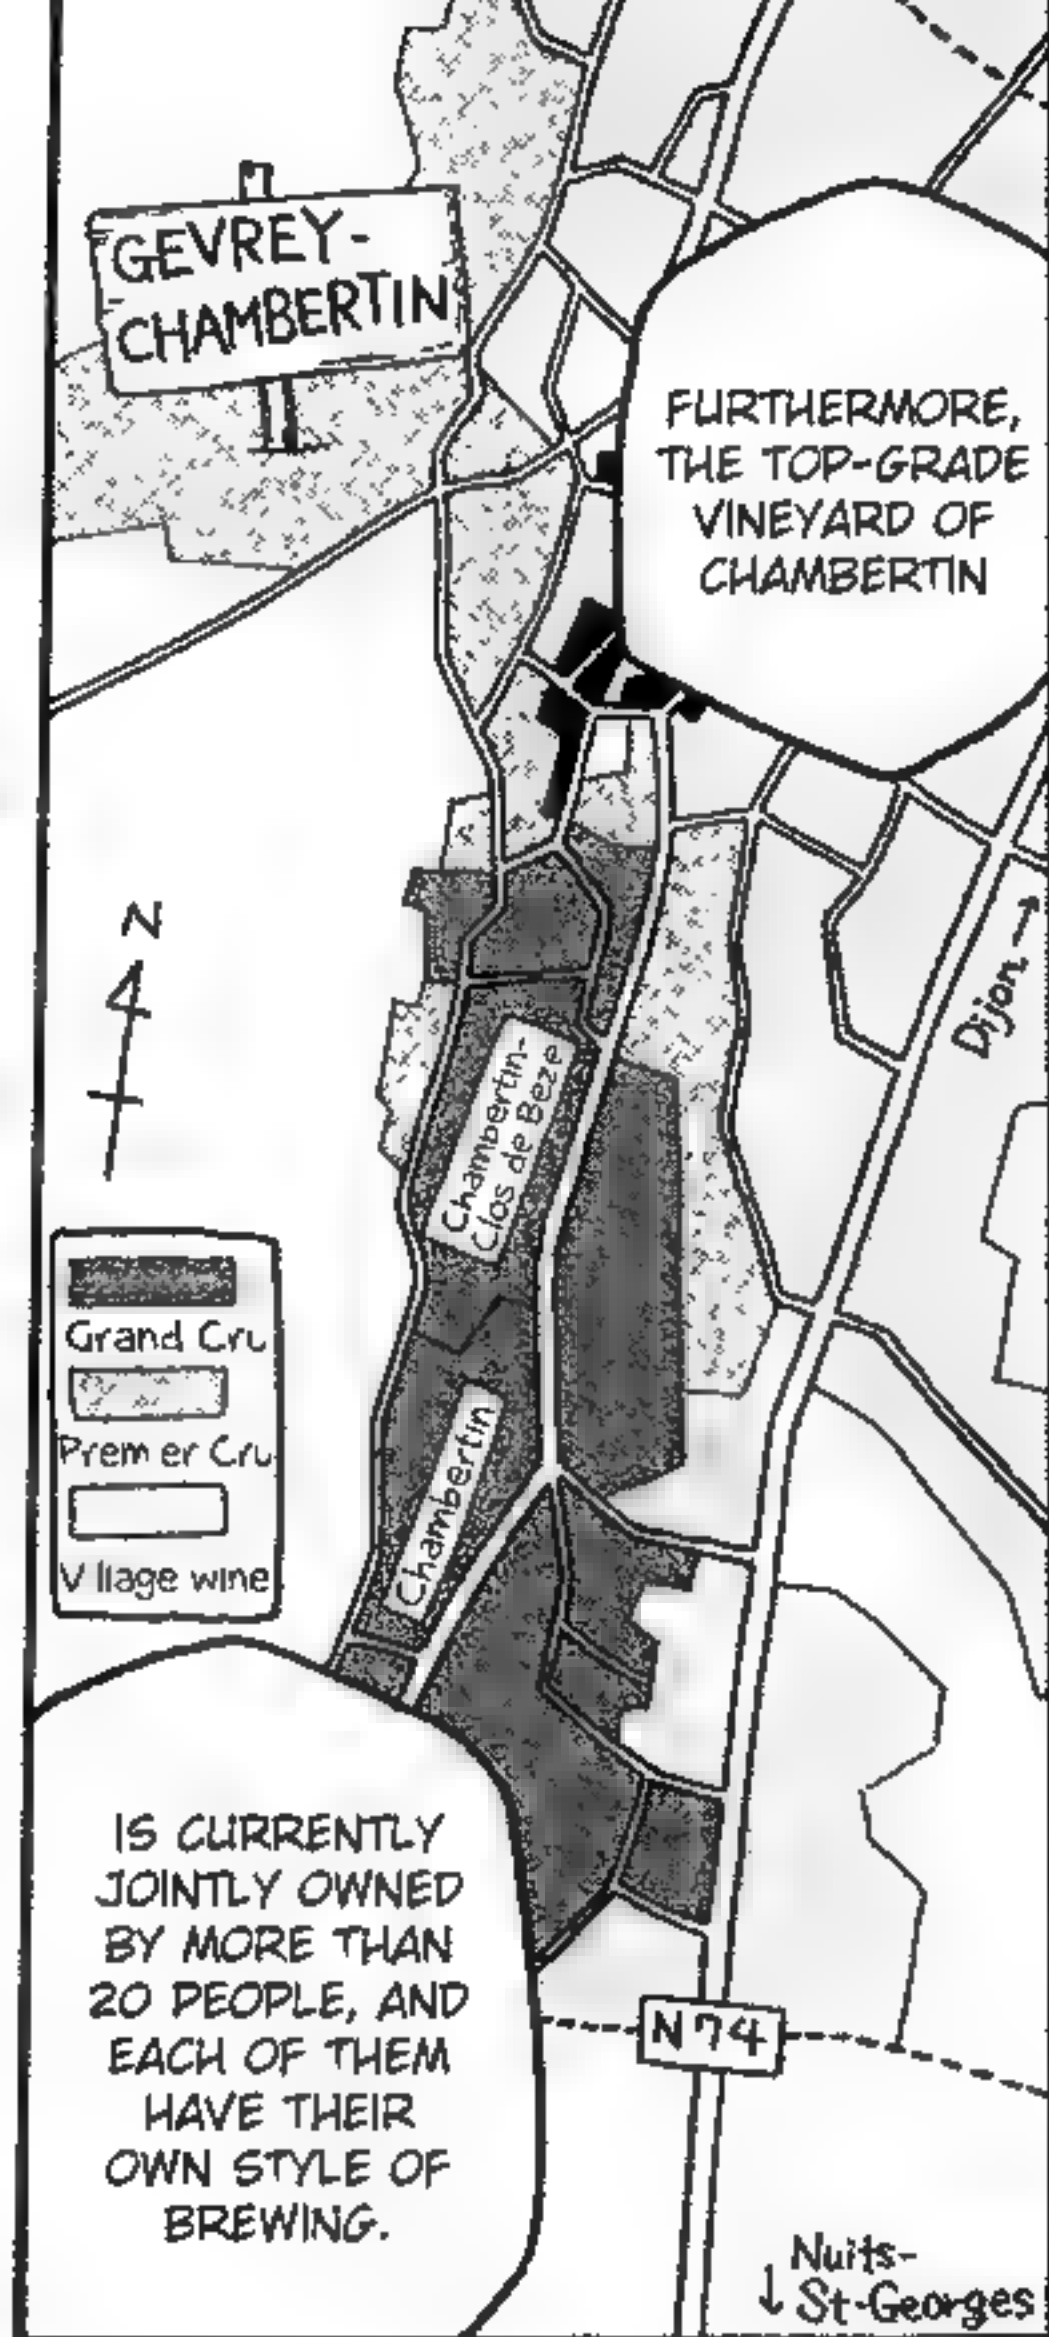 GEVREY-
CHAMBERTIN
FURTHERMORE,
THE TOP-GRADE
VINEYARD OF
CHAMBERTIN
N
Dijon →
Chambertin-
Clos de Beze
Grand Cru
Prem er Cru
V llage wine
Chambertin
IS CURRENTLY
JOINTLY OWNED
BY MORE THAN
20 PEOPLE, AND
EACH OF THEM
HAVE THEIR
OWN STYLE OF
BREWING.
N74
Nuits-
↓ St-Georges